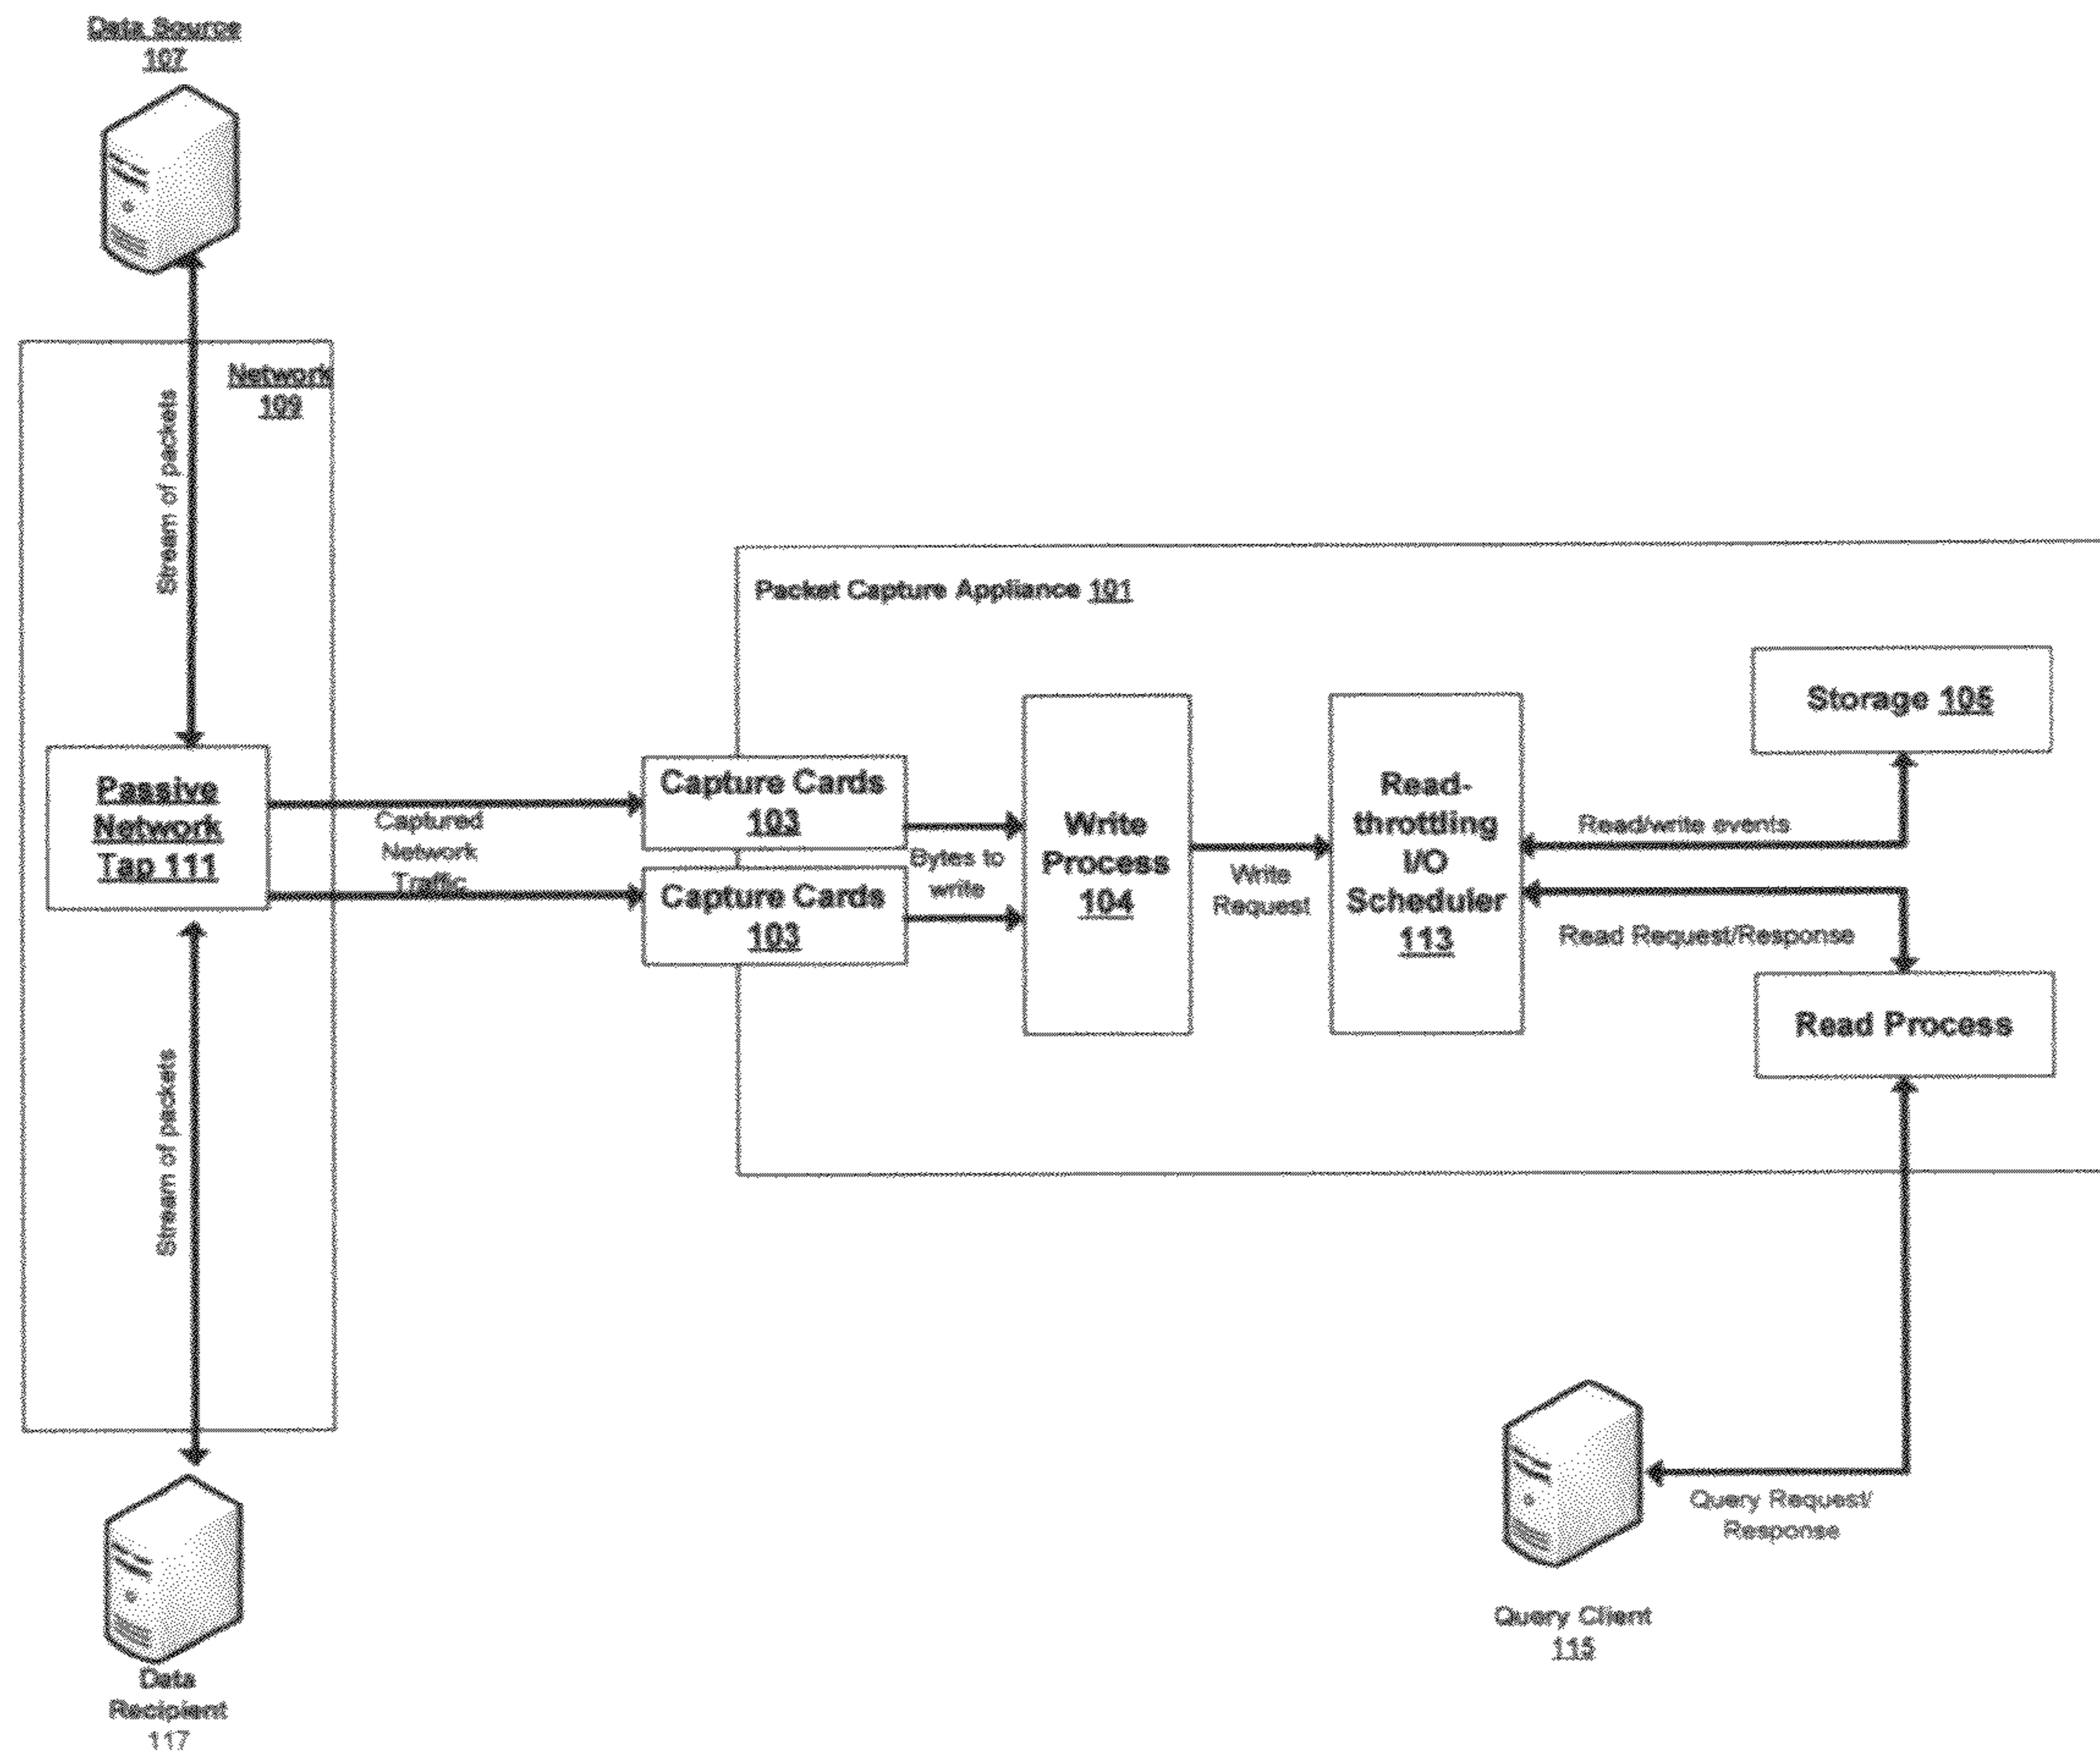 Data Source
107
Network
109
Stream of packets
Packet Capture Appliance 101
Storage 105
Passive
Network
Tap 111
Captured
Network
Traffic
Capture Cards
103
Capture Cards
103
Bytes to
write
Write
Process
104
Write
Request
Read-
throttling
I/O
Scheduler
113
Read/write events
Read Request/Response
Read Process
Stream of packets
Query Request/
Response
Query Client
115
Data
Recipient
117